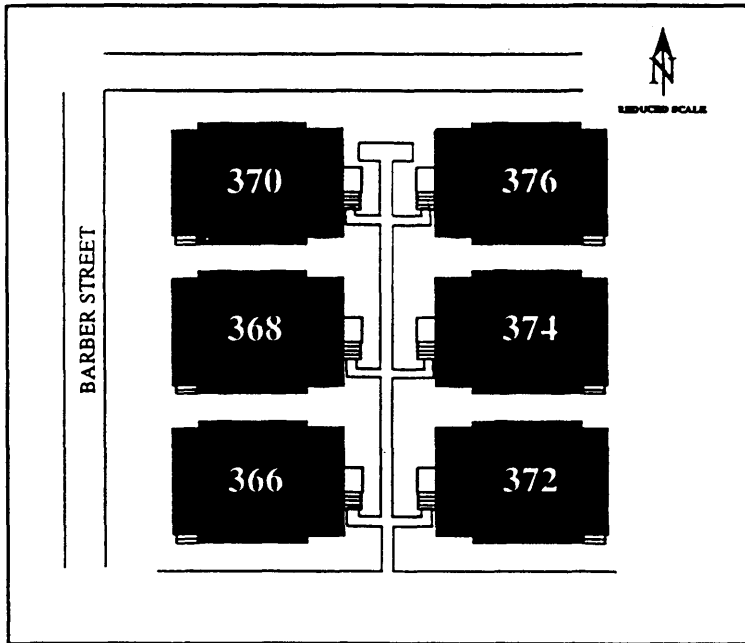 N
REDUCED SCALE
370 376
BARBER STREET
368 374
366 372